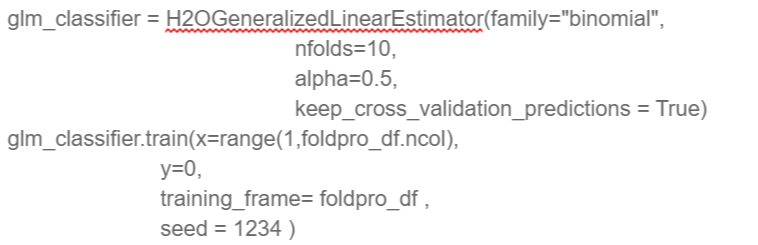 glm_classifier = H2OGeneralizedLinearEstimator(family="binomial",
nfolds=10,
alpha=0.5,
keep_cross_validation_predictions = True)
glm_classifier.train(x=range(1,foldpro_df.ncol),
y=0,
training_frame= foldpro_df ,
seed = 1234 )